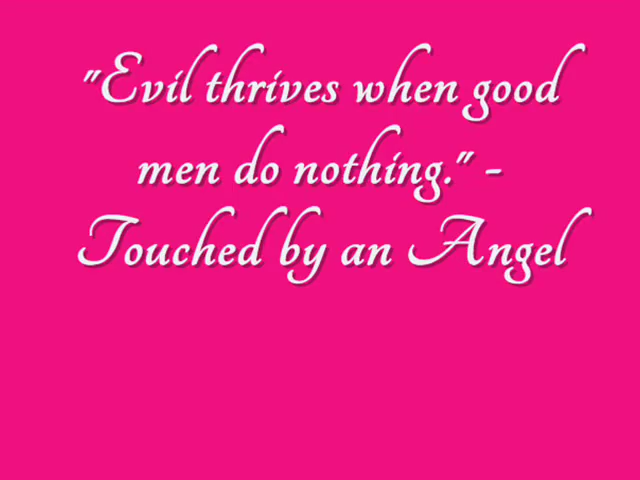 "Evil thrives when good
men do nothing." -
Touched by an Angel